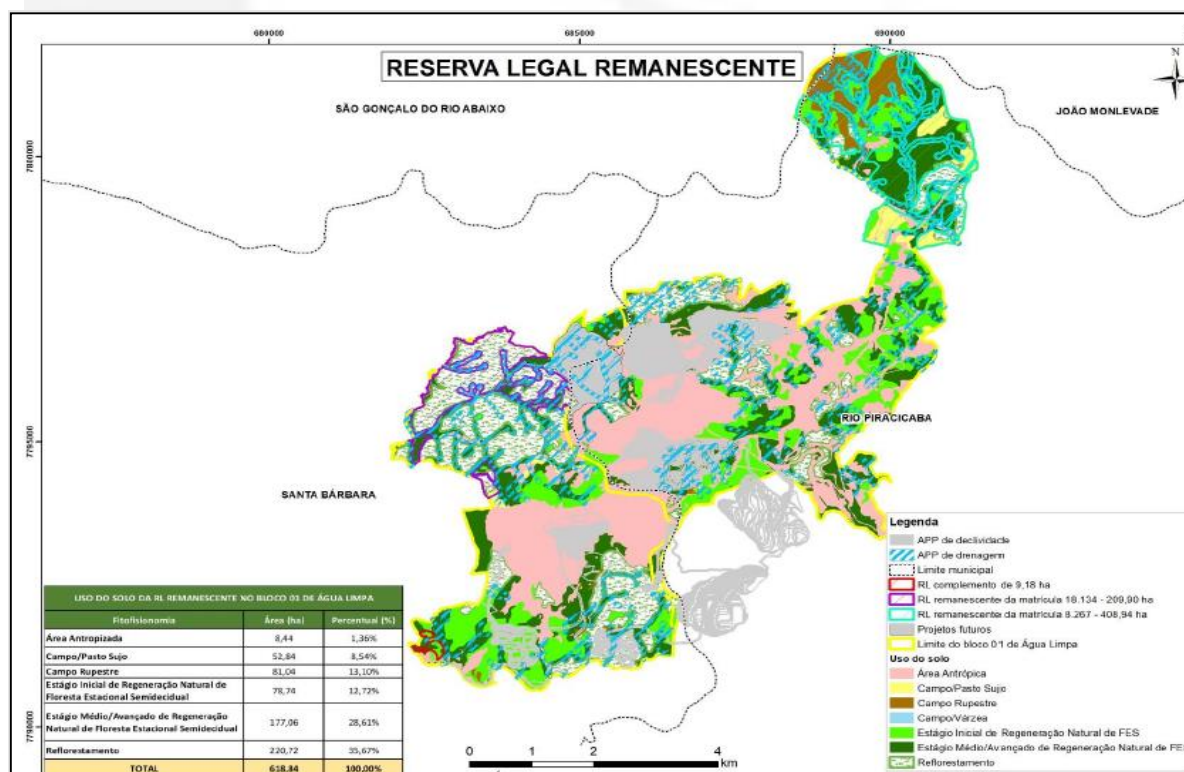 680000 685000 690000
RESERVA LEGAL REMANESCENTE
N
SÃO GONÇALO DO RIO ABAIXO
JOÃO MONLEVADE
7800000
7795000
RIO PIRACICABA
SANTA BÁRBARA
7790000
USO DO SOLO DA RL REMANESCENTE NO BLOCO 01 DE ÁGUA LIMPA
Fitofisionomia Área (ha) Percentual (%)
Área Antropizada 8,44 1,36%
Campo/Pasto Sujo 52,84 8,54%
Campo Rupestre 81,04 13,10%
Estágio Inicial de Regeneração Natural de
Floresta Estacional Semidecidual 78,74 12,72%
Estágio Médio/Avançado de Regeneração
Natural de Floresta Estacional Semidecidual 177,06 28,61%
Reflorestamento 220,72 35,67%
TOTAL 618,84 100,00%
0 1 2 4
km
Legenda
APP de declividade
APP de drenagem
Limite municipal
RL complemento de 9,18 ha
RL remanescente da matrícula 18.134 - 209,90 ha
RL remanescente da matrícula 8.267 - 408,94 ha
Projetos futuros
Limite do bloco 01 de Água Limpa
Uso do solo
Área Antrópica
Campo/Pasto Sujo
Campo Rupestre
Campo/Várzea
Estágio Inicial de Regeneração Natural de FES
Estágio Médio/Avançado de Regeneração Natural de FE
Reflorestamento